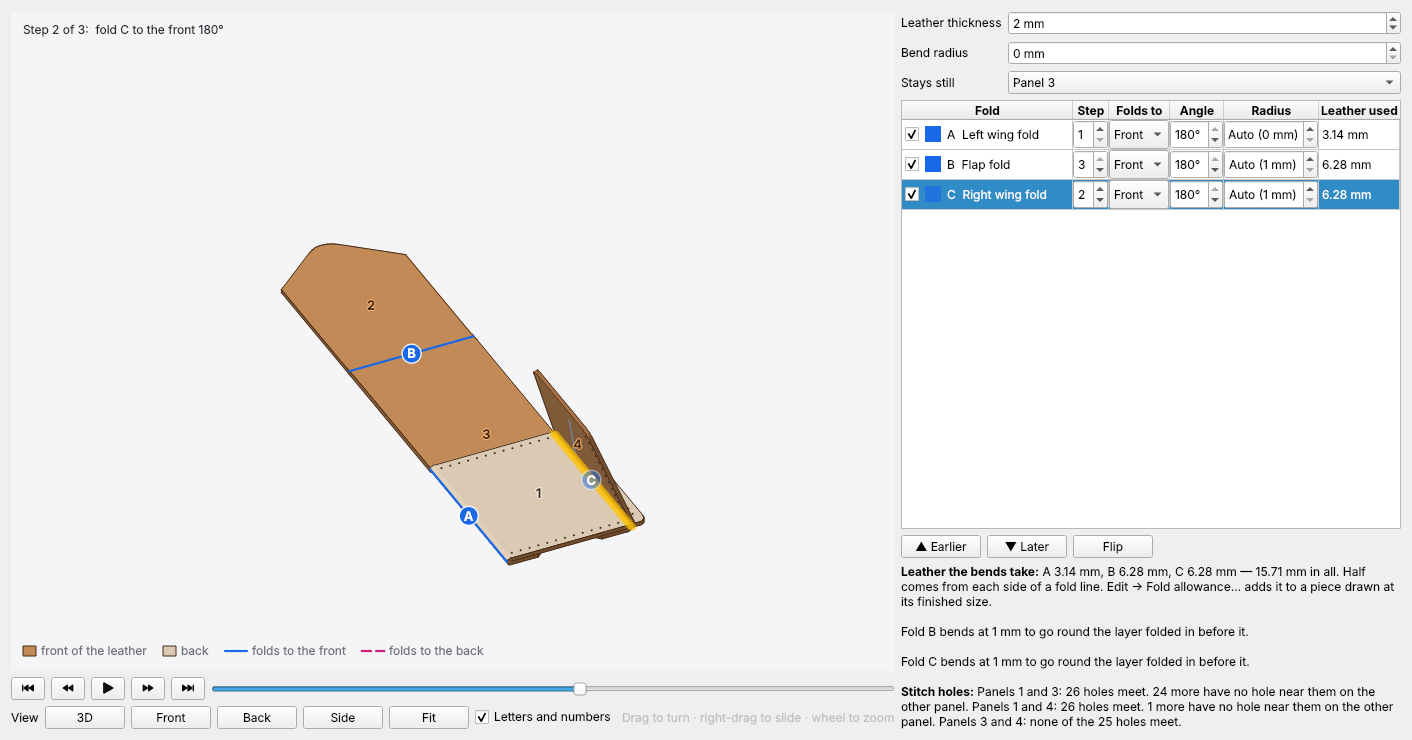 Step 2 of 3:  fold C to the front 180°
2
B
3
4
1
C
A
front of the leather
back
folds to the front
folds to the back
View
3D
Front
Back
Side
Fit
Letters and numbers
Drag to turn · right-drag to slide · wheel to zoom
Leather thickness
2 mm
Bend radius
0 mm
Stays still
Panel 3
Fold Step Folds to Angle Radius Leather used
A Left wing fold 1 Front 180° Auto (0 mm) 3.14 mm
B Flap fold 3 Front 180° Auto (1 mm) 6.28 mm
C Right wing fold 2 Front 180° Auto (1 mm) 6.28 mm
▲ Earlier
▼ Later
Flip
Leather the bends take: A 3.14 mm, B 6.28 mm, C 6.28 mm — 15.71 mm in all. Half
comes from each side of a fold line. Edit → Fold allowance... adds it to a piece drawn at
its finished size.
Fold B bends at 1 mm to go round the layer folded in before it.
Fold C bends at 1 mm to go round the layer folded in before it.
Stitch holes: Panels 1 and 3: 26 holes meet. 24 more have no hole near them on the
other panel. Panels 1 and 4: 26 holes meet. 1 more have no hole near them on the other
panel. Panels 3 and 4: none of the 25 holes meet.